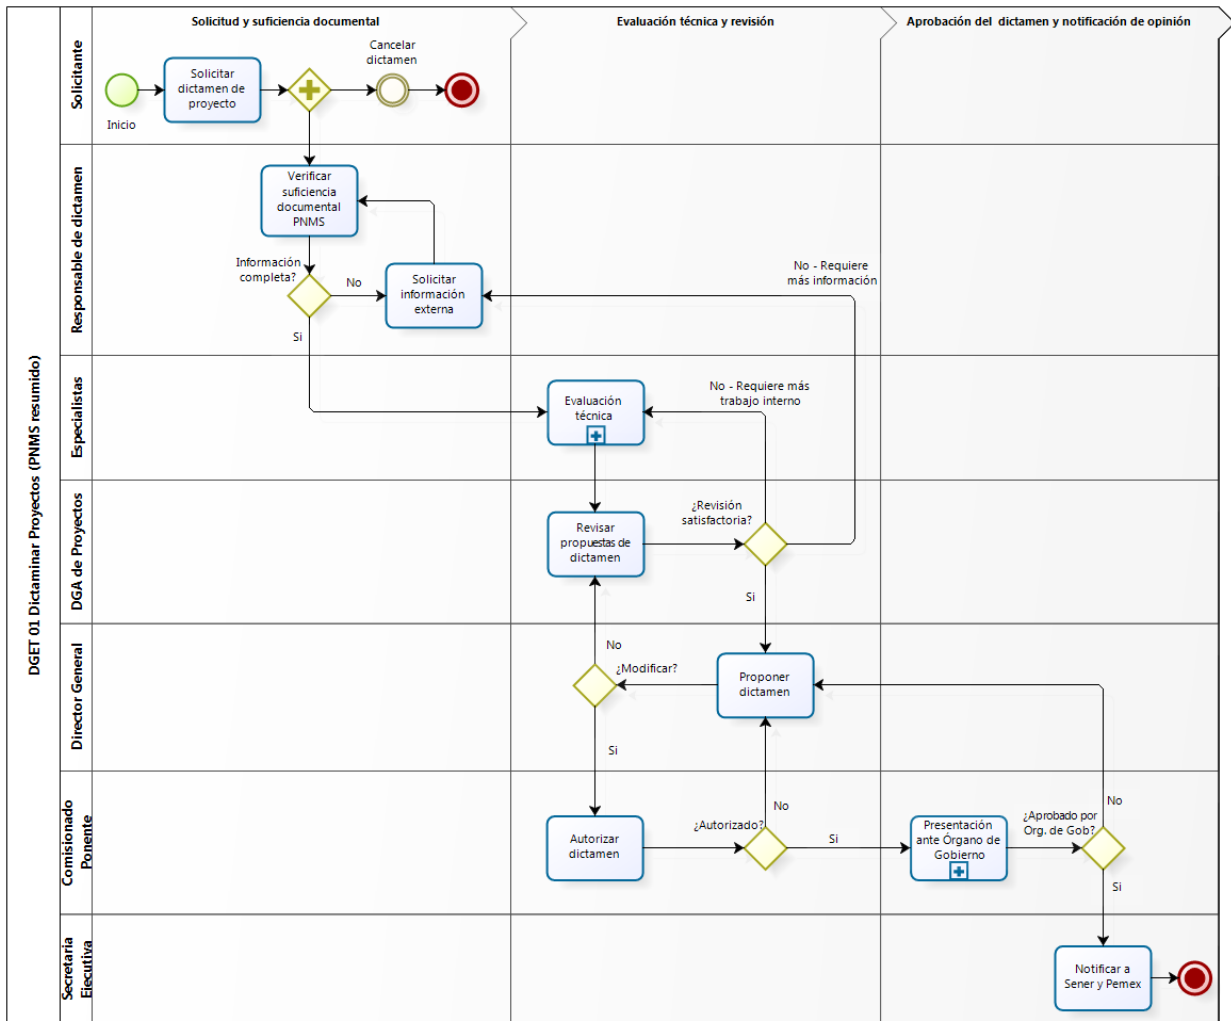 Solicitud y suficiencia documental
Evaluación técnica y revisión
Aprobación del dictamen y notificación de opinión
DGET 01 Dictaminar Proyectos (PNMS resumido)
Solicitante
Inicio
Solicitar
dictamen de
proyecto
Cancelar
dictamen
Responsable de dictamen
Verificar
suficiencia
documental
PNMS
Información
completa?
No
Si
Solicitar
información
externa
No - Requiere
más información
Especialistas
Evaluación
técnica
No - Requiere más
trabajo interno
DGA de Proyectos
Revisar
propuestas de
dictamen
¿Revisión
satisfactoria?
Si
Director General
No
¿Modificar?
Si
Proponer
dictamen
Comisionado
Ponente
Autorizar
dictamen
¿Autorizado?
No
Si
Presentación
ante Órgano de
Gobierno
¿Aprobado por
Org. de Gob?
No
Si
Secretaria
Ejecutiva
Notificar a
Sener y Pemex